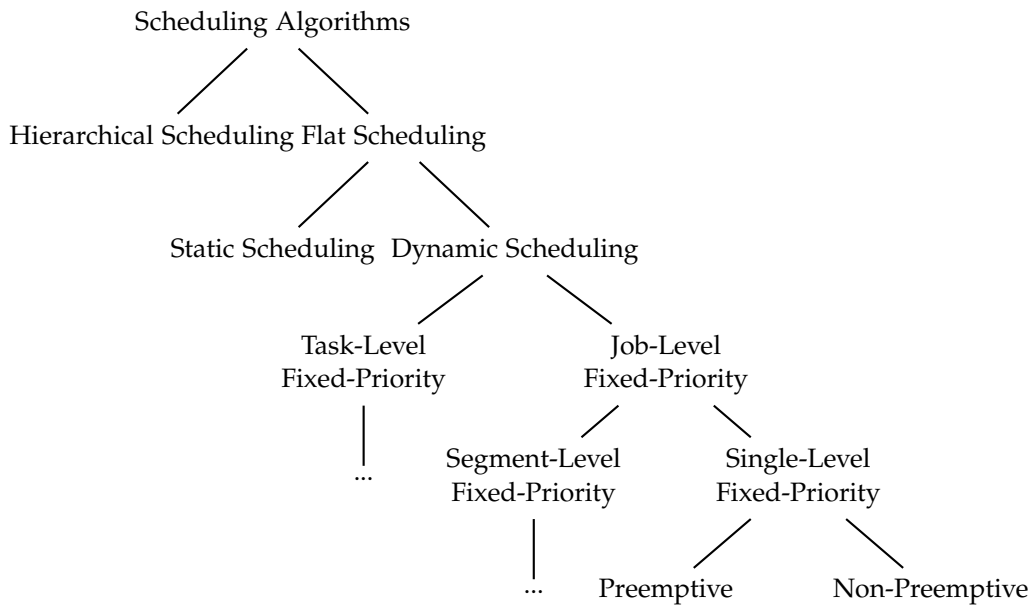 Scheduling Algorithms
Hierarchical Scheduling Flat Scheduling
Static Scheduling Dynamic Scheduling
Task-Level
Fixed-Priority
Job-Level
Fixed-Priority
...
Segment-Level
Fixed-Priority
Single-Level
Fixed-Priority
...
Preemptive
Non-Preemptive